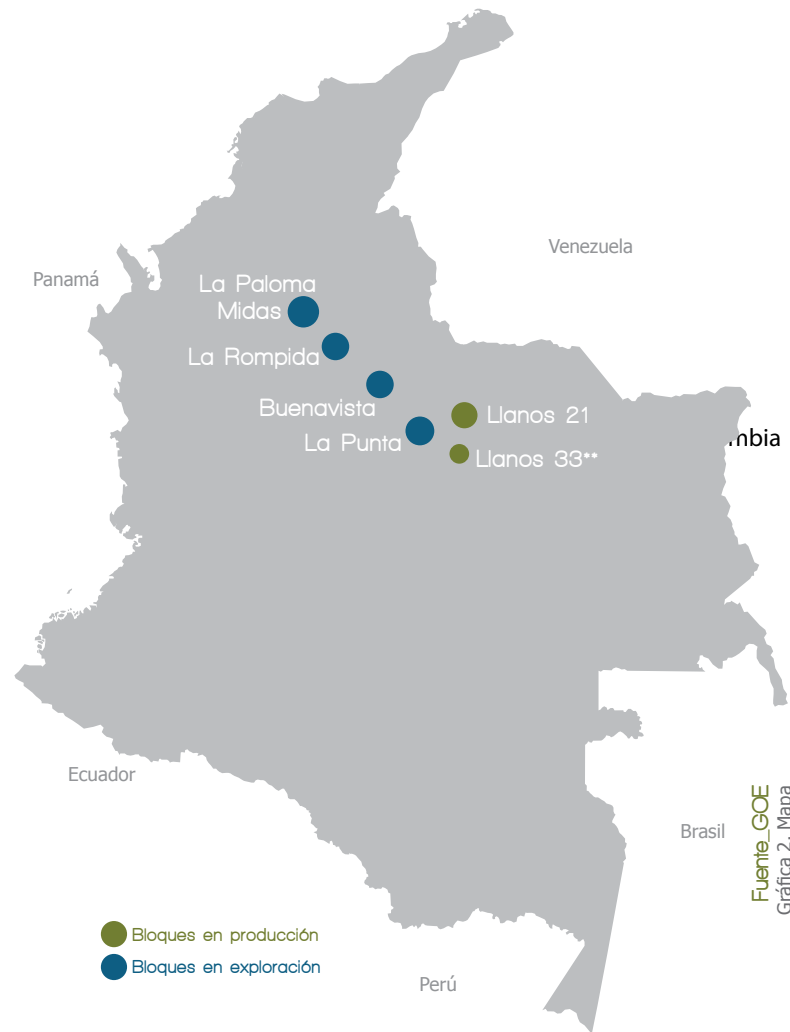 Venezuela
Panamá
La Paloma
Midas
La Rompida
Buenavista
Llanos 21
La Punta
mbia
Llanos 33**
Ecuador
Brasil
Fuente_GOE
Gráfica 2. Mapa
Bloques en producción
Bloques en exploración
Perú